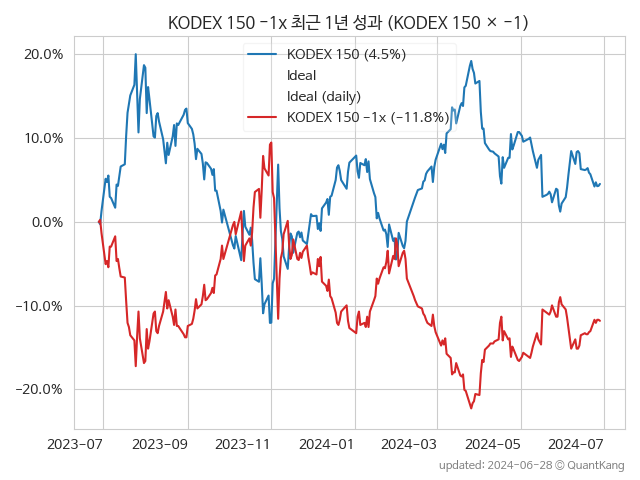 KODEX 150 -1x 최근 1년 성과 (KODEX 150 × -1)
20.0%
10.0%
0.0%
−10.0%
−20.0%
KODEX 150 (4.5%)
Ideal
Ideal (daily)
KODEX 150 -1x (-11.8%)
2023-07
2023-09
2023-11
2024-01
2024-03
2024-05
2024-07
updated: 2024-06-28 © QuantKang